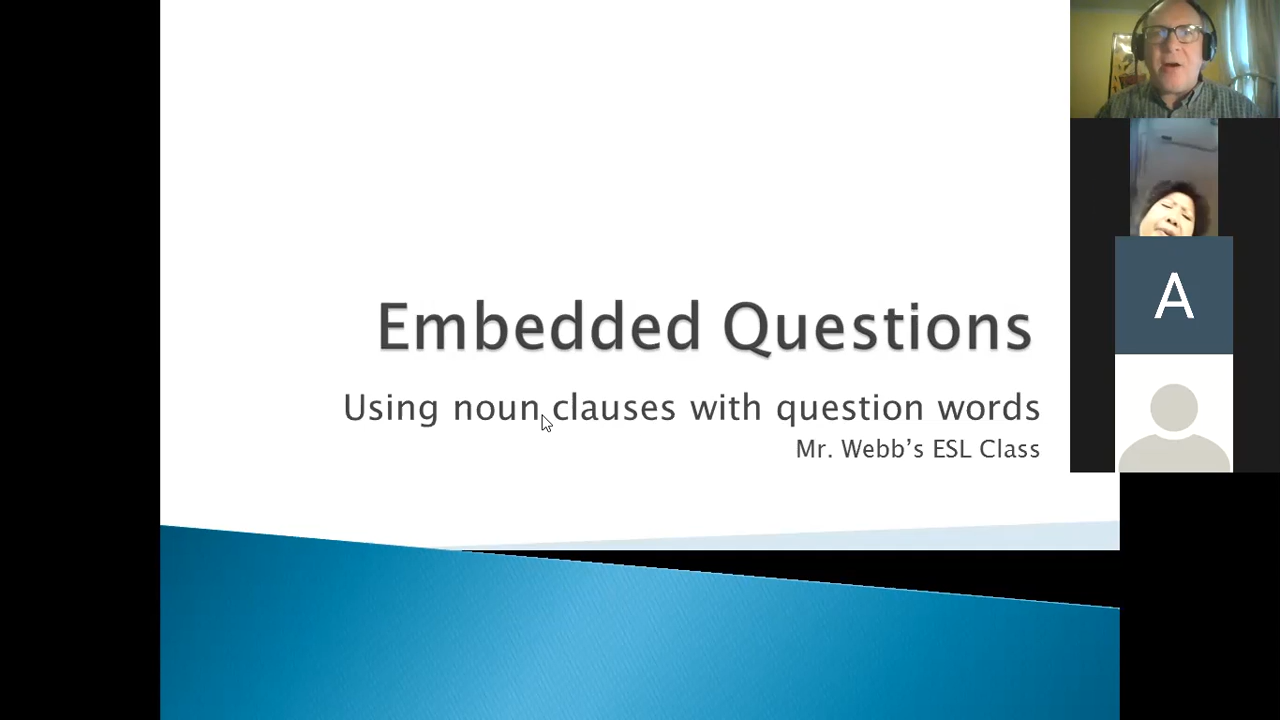 Embedded Questions
Using noun clauses with question words
Mr. Webb’s ESL Class
A